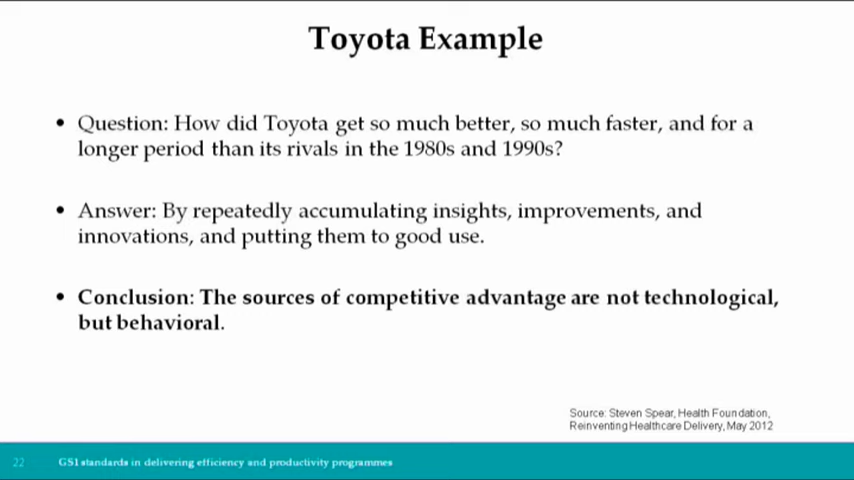 Toyota Example
• Question: How did Toyota get so much better, so much faster, and for a
longer period than its rivals in the 1980s and 1990s?
• Answer: By repeatedly accumulating insights, improvements, and
innovations, and putting them to good use.
• Conclusion: The sources of competitive advantage are not technological,
but behavioral.
Source: Steven Spear, Health Foundation,
Reinventing Healthcare Delivery, May 2012
22 GS1 standards in delivering efficiency and productivity programmes